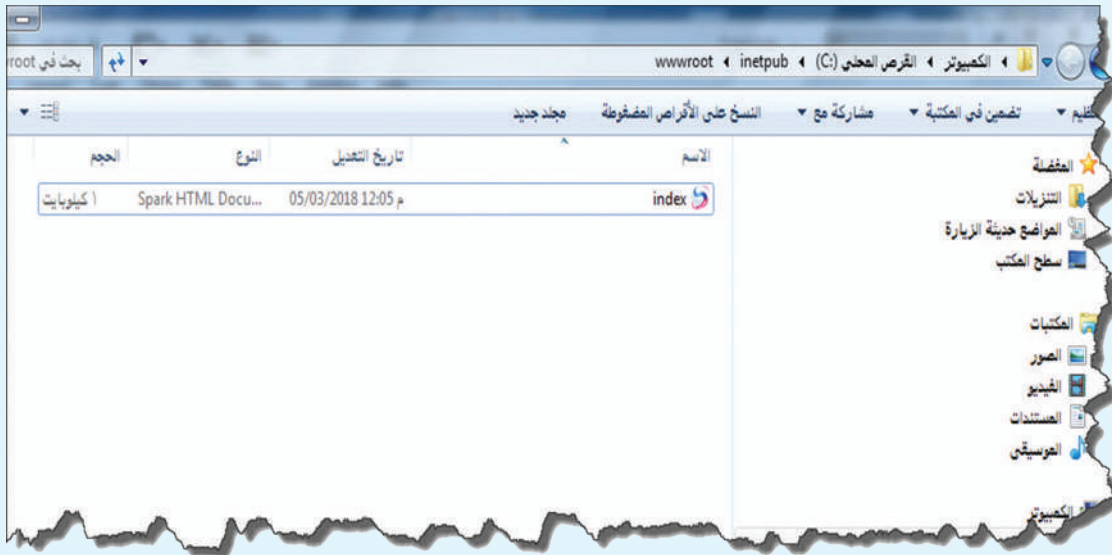 الكمبيوتر ‹ القرص المحلي (C:) ‹ inetpub ‹ wwwroot
بحث في
تضمين في المكتبة
مشاركة مع
النسخ على الأقراص المضغوطة
مجلد جديد
المفضلة
التنزيلات
المواضع حديثة الزيارة
سطح المكتب
المكتبات
الصور
الفيديو
المستندات
الموسيقى
الكمبيوتر
الاسم تاريخ التعديل النوع الحجم
index 05/03/2018 12:05 م Spark HTML Docu... ١ كيلوبايت